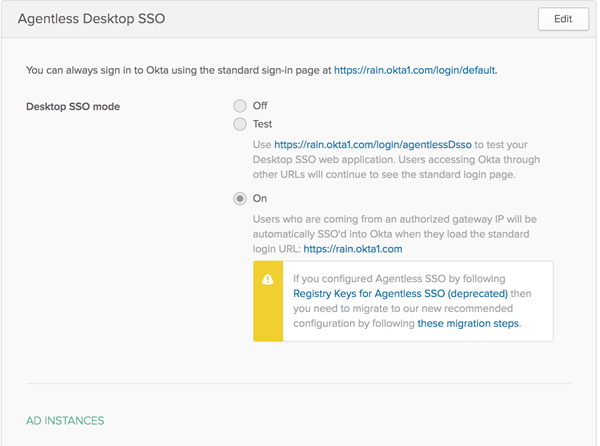 Agentless Desktop SSO
Edit
You can always sign in to Okta using the standard sign-in page at https://rain.okta1.com/login/default.
Desktop SSO mode
Off
Test
Use https://rain.okta1.com/login/agentlessDsso to test your
Desktop SSO web application. Users accessing Okta through
other URLs will continue to see the standard login page.
On
Users who are coming from an authorized gateway IP will be
automatically SSO'd into Okta when they load the standard
login URL: https://rain.okta1.com
If you configured Agentless SSO by following
Registry Keys for Agentless SSO (deprecated) then
you need to migrate to our new recommended
configuration by following these migration steps.
AD INSTANCES